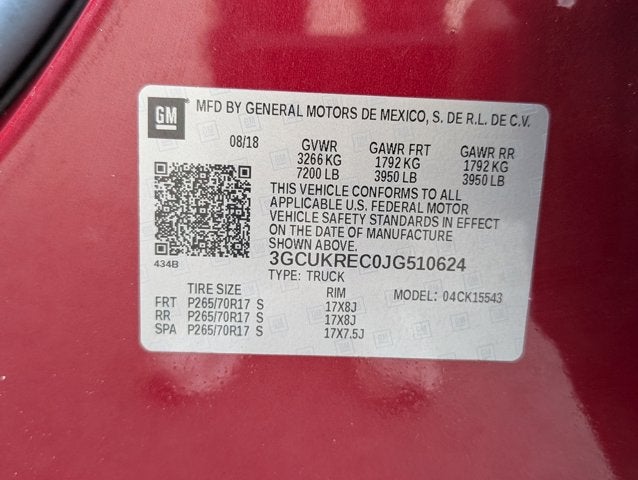 GM MFD BY GENERAL MOTORS DE MEXICO, S. DE R.L. DE C.V.
08/18 GVWR GAWR FRT GAWR RR
3266 KG 1792 KG 1792 KG
7200 LB 3950 LB 3950 LB
THIS VEHICLE CONFORMS TO ALL
APPLICABLE U.S. FEDERAL MOTOR
VEHICLE SAFETY STANDARDS IN EFFECT
ON THE DATE OF MANUFACTURE
SHOWN ABOVE.
434B 3GCUKREC0JG510624
TYPE: TRUCK
TIRE SIZE RIM MODEL: 04CK15543
FRT P265/70R17 S 17X8J
RR P265/70R17 S 17X8J
SPA P265/70R17 S 17X7.5J